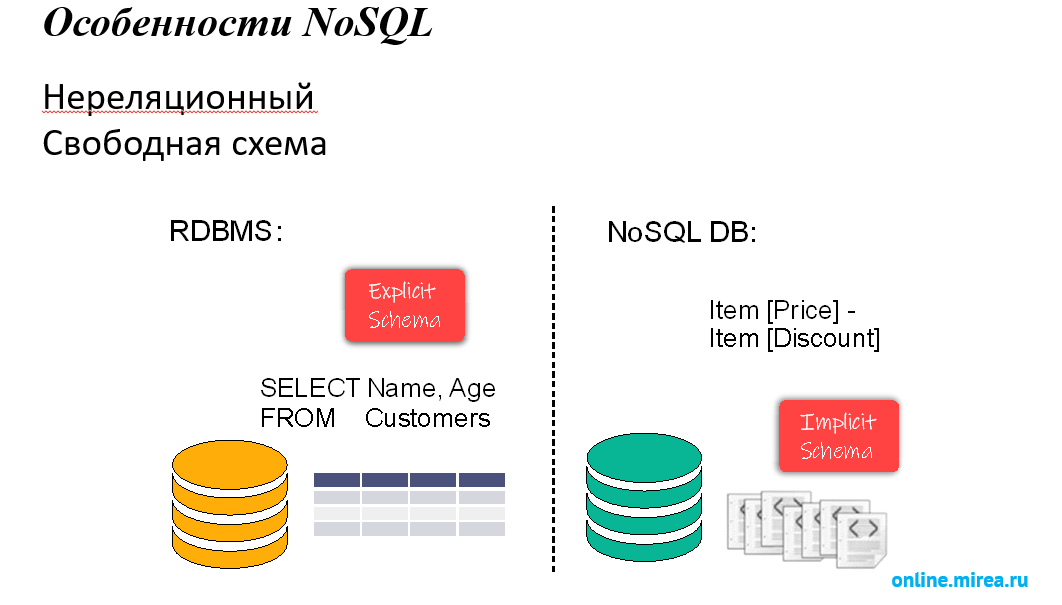 Особенности NoSQL
Нереляционный
Свободная схема
RDBMS:
Explicit
Schema
SELECT Name, Age
FROM Customers
NoSQL DB:
Item [Price] -
Item [Discount]
Implicit
Schema
< >
< >
< >
online.mirea.ru